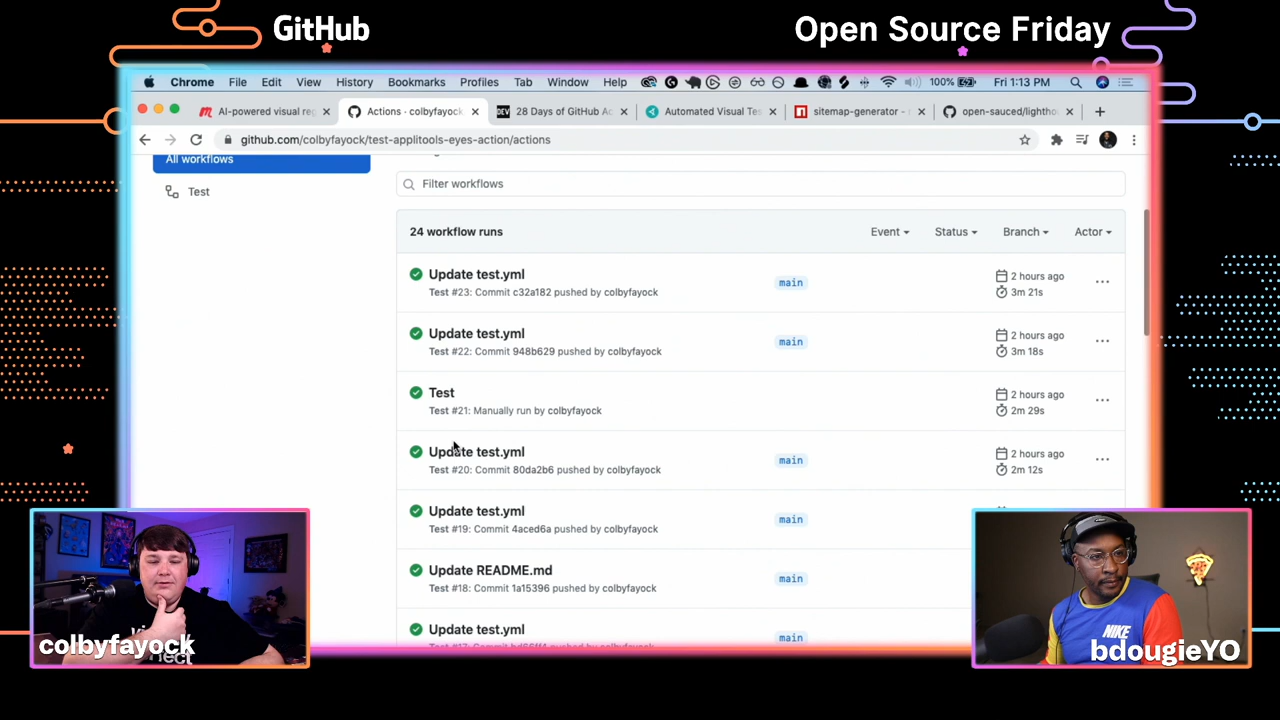 GitHub
Open Source Friday
Chrome File Edit View History Bookmarks Profiles Tab Window Help 100% Fri 1:13 PM
AI-powered visual reg
Actions · colbyfayock
DEV 28 Days of GitHub Ac
Automated Visual Tes
sitemap-generator -
open-sauced/lightho
github.com/colbyfayock/test-applitools-eyes-action/actions
All workflows
Test
Filter workflows
24 workflow runs
Event Status Branch Actor
Update test.yml
Test #23: Commit c32a182 pushed by colbyfayock
main
2 hours ago
3m 21s
Update test.yml
Test #22: Commit 948b629 pushed by colbyfayock
main
2 hours ago
3m 18s
Test
Test #21: Manually run by colbyfayock
2 hours ago
2m 29s
Update test.yml
Test #20: Commit 80da2b6 pushed by colbyfayock
main
2 hours ago
2m 12s
Update test.yml
Test #19: Commit 4aced6a pushed by colbyfayock
main
Update README.md
Test #18: Commit 1a15396 pushed by colbyfayock
main
Update test.yml
main
colbyfayock
NIKE
bdougieYO